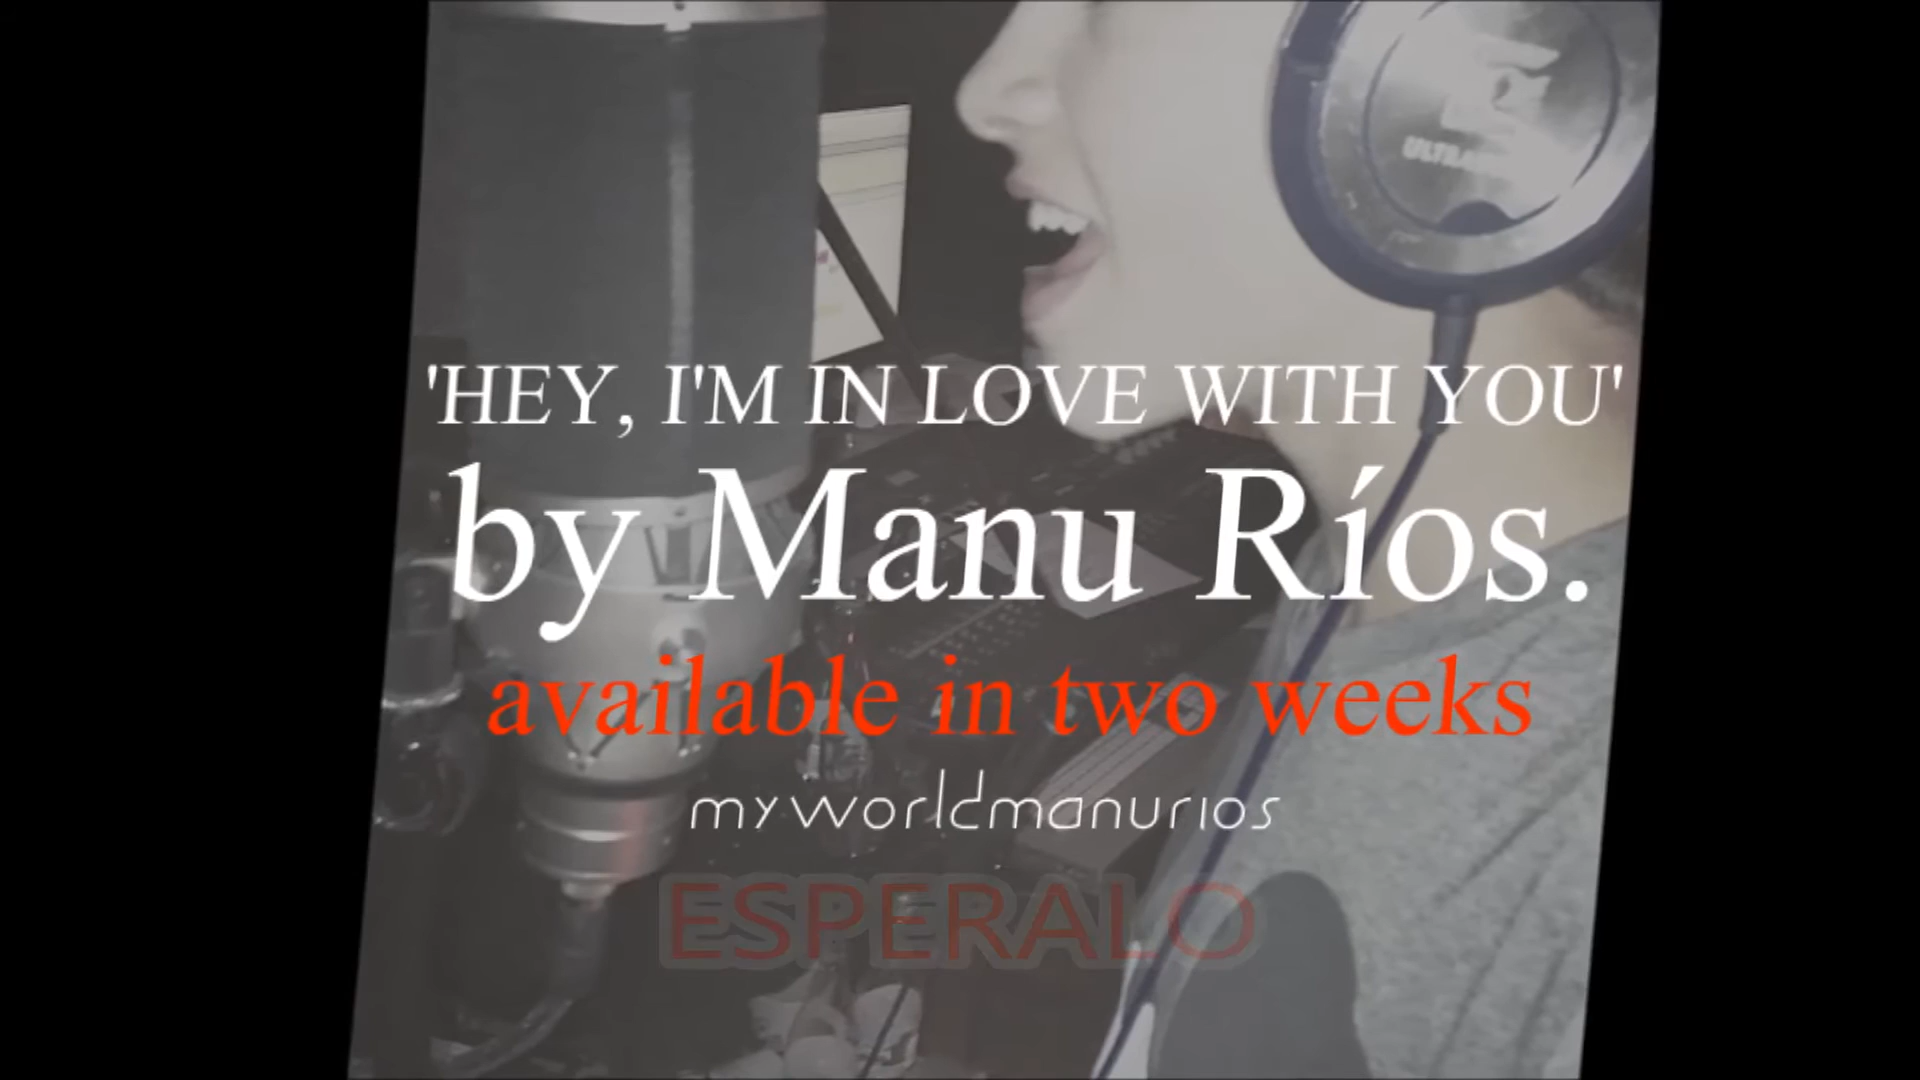 'HEY, I'M IN LOVE WITH YOU'
by Manu Ríos.
available in two weeks
myworldmanurios
ESPERALO